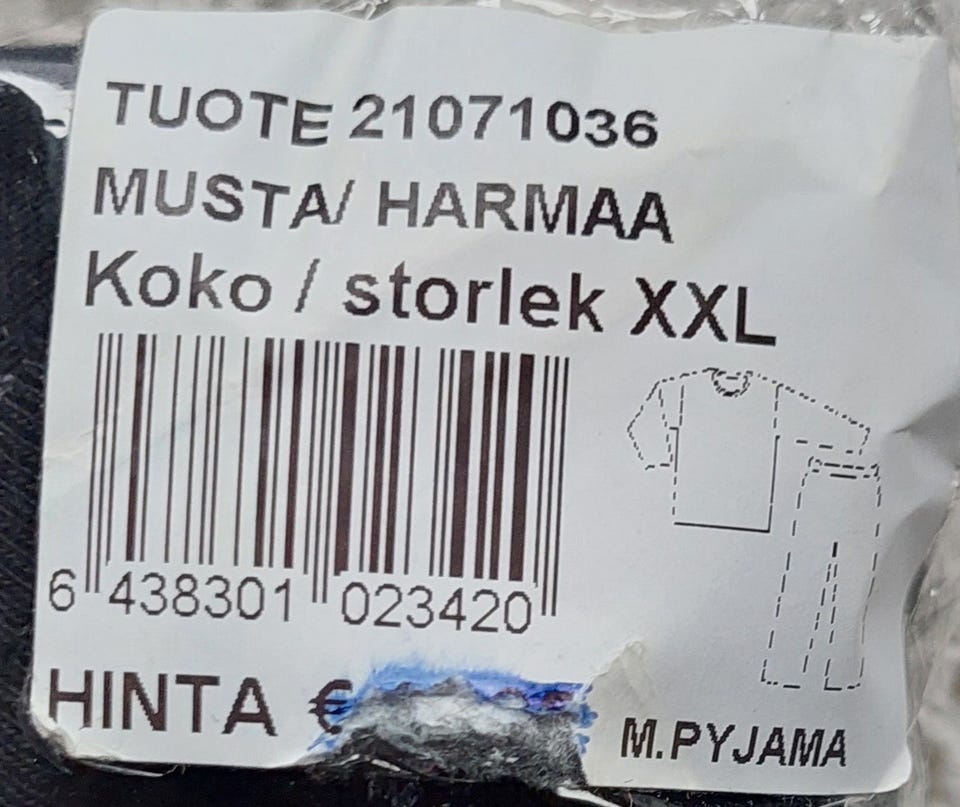 TUOTE 21071036
MUSTA/ HARMAA
Koko / storlek XXL
6 438301 023420
HINTA €
M.PYJAMA